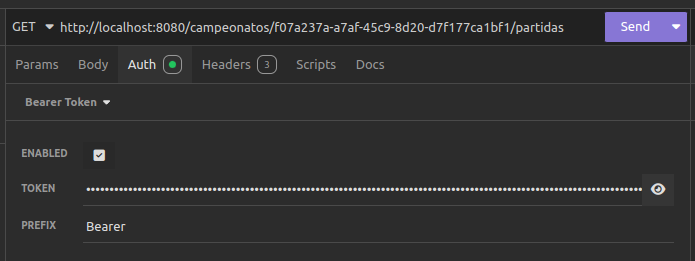 GET http://localhost:8080/campeonatos/f07a237a-a7af-45c9-8d20-d7f177ca1bf1/partidas Send
Params Body Auth Headers 3 Scripts Docs
Bearer Token
ENABLED
TOKEN ••••••••••••••••••••••••••••••••••••••••••••••••••••••••••••••••••••••••••••••••••••••••••••••••••••••••••••••••••••••••
PREFIX Bearer